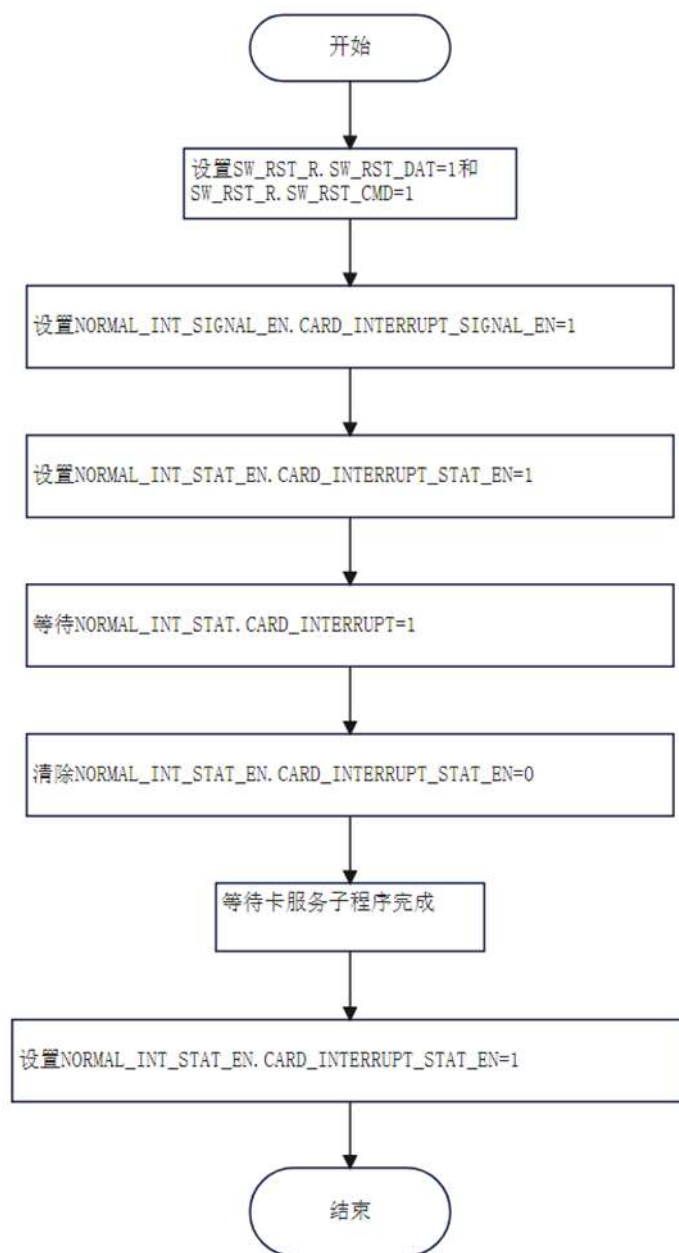 开始
设置SW_RST_R.SW_RST_DAT=1和
SW_RST_R.SW_RST_CMD=1
设置NORMAL_INT_SIGNAL_EN.CARD_INTERRUPT_SIGNAL_EN=1
设置NORMAL_INT_STAT_EN.CARD_INTERRUPT_STAT_EN=1
等待NORMAL_INT_STAT.CARD_INTERRUPT=1
清除NORMAL_INT_STAT_EN.CARD_INTERRUPT_STAT_EN=0
等待卡服务子程序完成
设置NORMAL_INT_STAT_EN.CARD_INTERRUPT_STAT_EN=1
结束